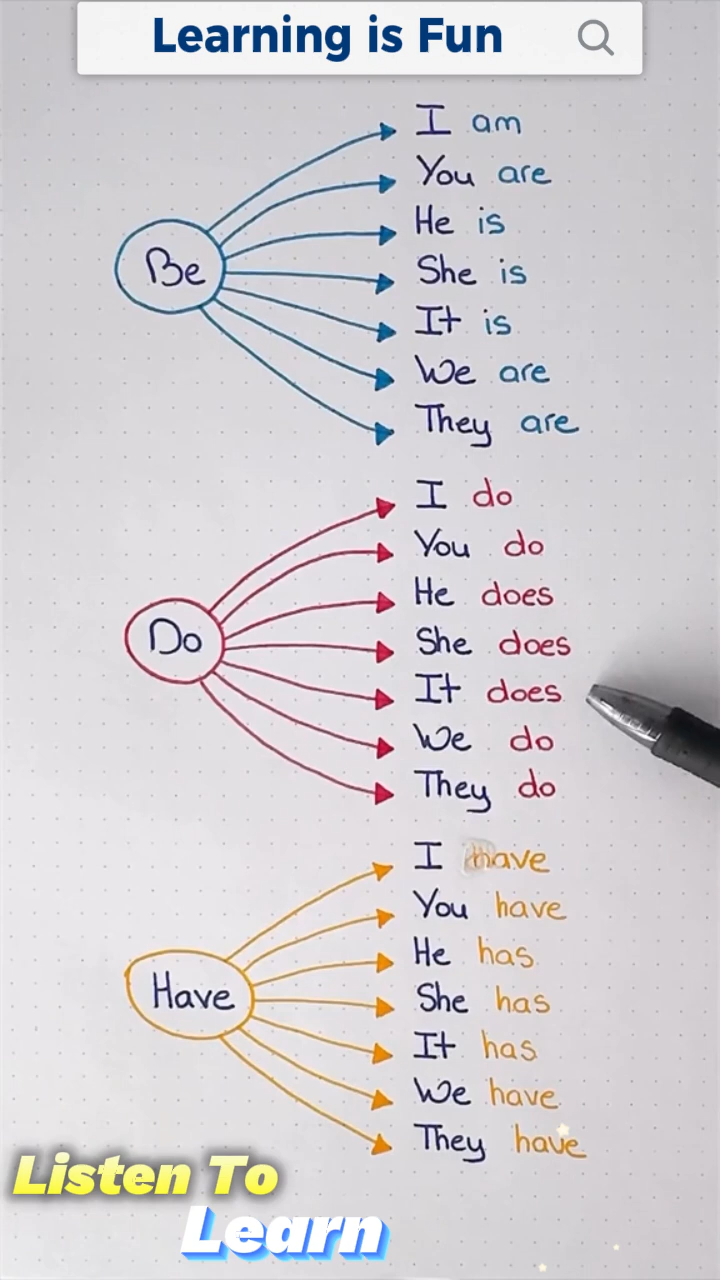 Learning is Fun
I am
You are
He is
Be
She is
It is
We are
They are
I do
You do
He does
Do
She does
It does
We do
They do
I have
You have
He has
Have
She has
It has
We have
They have
Listen To
Learn